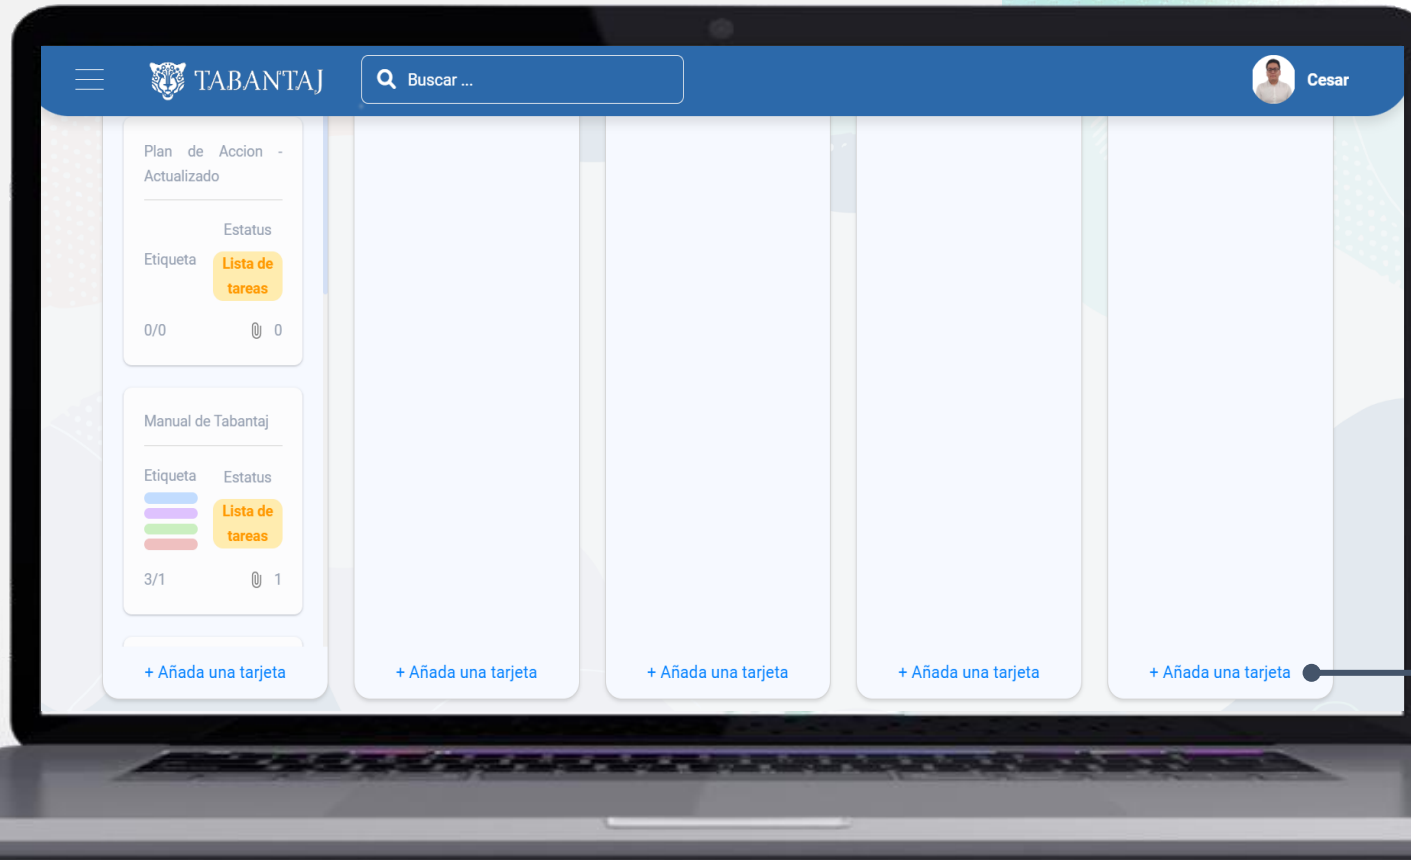 TABANTAJ
Buscar ...
Cesar
Plan de Accion -
Actualizado
Estatus
Etiqueta
Lista de
tareas
0/0
0
Manual de Tabantaj
Etiqueta
Estatus
Lista de
tareas
3/1
1
+ Añada una tarjeta
+ Añada una tarjeta
+ Añada una tarjeta
+ Añada una tarjeta
+ Añada una tarjeta